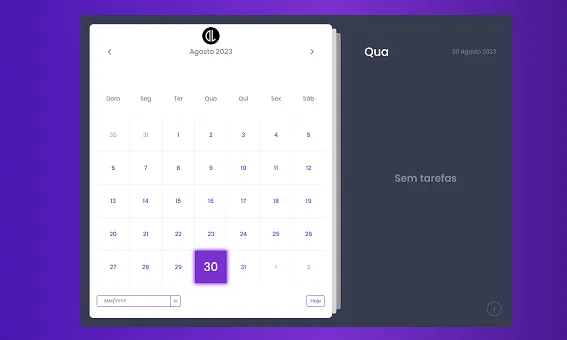 DL
Agosto 2023
Dom Seg Ter Qua Qui Sex Sáb
30 31 1 2 3 4 5
6 7 8 9 10 11 12
13 14 15 16 17 18 19
20 21 22 23 24 25 26
27 28 29 30 31 1 2
MM/YYYY Ir Hoje
Qua 30 Agosto 2023
Sem tarefas